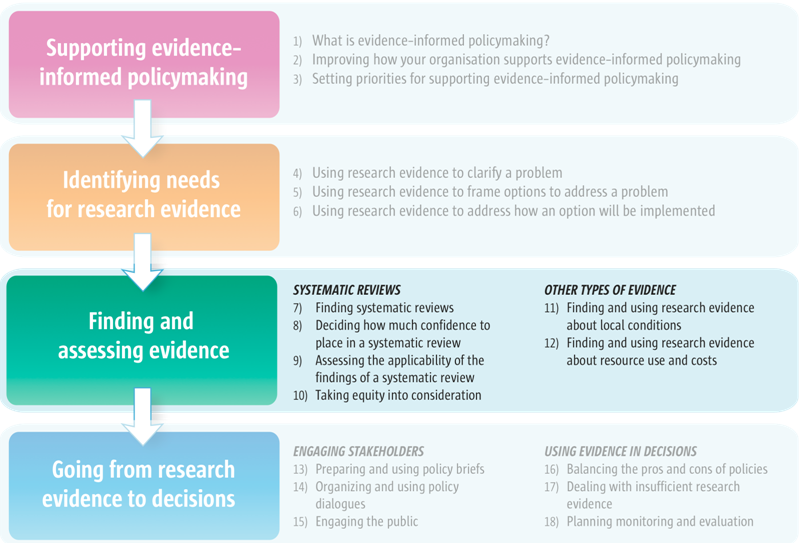 Supporting evidence–
informed policymaking
1) What is evidence–informed policymaking?
2) Improving how your organisation supports evidence–informed policymaking
3) Setting priorities for supporting evidence–informed policymaking
Identifying needs
for research evidence
4) Using research evidence to clarify a problem
5) Using research evidence to frame options to address a problem
6) Using research evidence to address how an option will be implemented
Finding and
assessing evidence
SYSTEMATIC REVIEWS
7) Finding systematic reviews
8) Deciding how much confidence to
place in a systematic review
9) Assessing the applicability of the
findings of a systematic review
10) Taking equity into consideration
OTHER TYPES OF EVIDENCE
11) Finding and using research evidence
about local conditions
12) Finding and using research evidence
about resource use and costs
Going from research
evidence to decisions
ENGAGING STAKEHOLDERS
13) Preparing and using policy briefs
14) Organizing and using policy
dialogues
15) Engaging the public
USING EVIDENCE IN DECISIONS
16) Balancing the pros and cons of policies
17) Dealing with insufficient research
evidence
18) Planning monitoring and evaluation